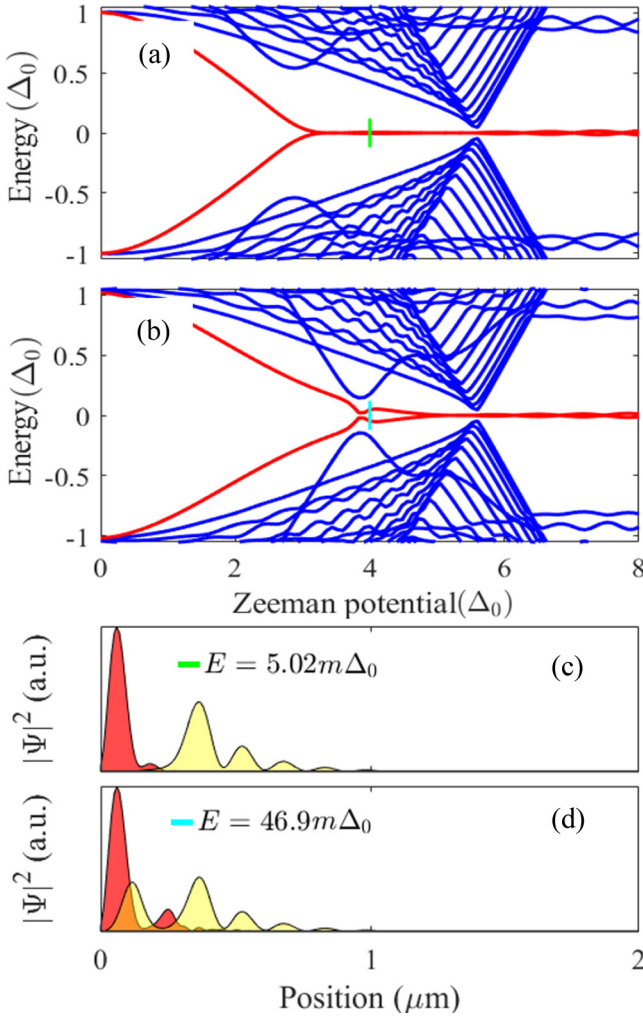 1
(a)
0.5
0
-0.5
-1
Energy(Δ₀)
1
(b)
0.5
0
-0.5
-1
Energy(Δ₀)
0 2 4 6 8
Zeeman potential(Δ₀)
E = 5.02mΔ₀
(c)
|Ψ|² (a.u.)
E = 46.9mΔ₀
(d)
|Ψ|² (a.u.)
0 1 2
Position (μm)